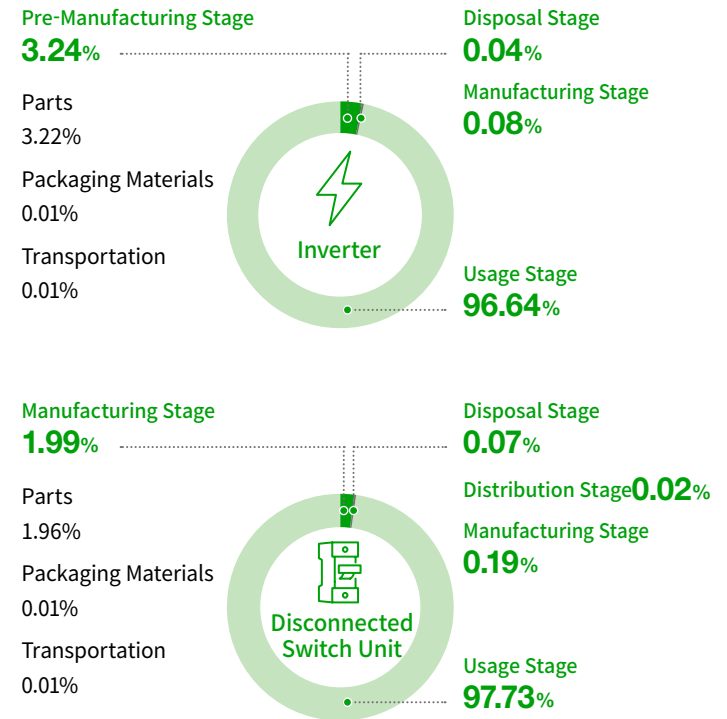 Pre-Manufacturing Stage
3.24%
Parts
3.22%
Packaging Materials
0.01%
Transportation
0.01%
Disposal Stage
0.04%
Manufacturing Stage
0.08%
Inverter
Usage Stage
96.64%
Manufacturing Stage
1.99%
Parts
1.96%
Packaging Materials
0.01%
Transportation
0.01%
Disposal Stage
0.07%
Distribution Stage 0.02%
Manufacturing Stage
0.19%
Disconnected
Switch Unit
Usage Stage
97.73%